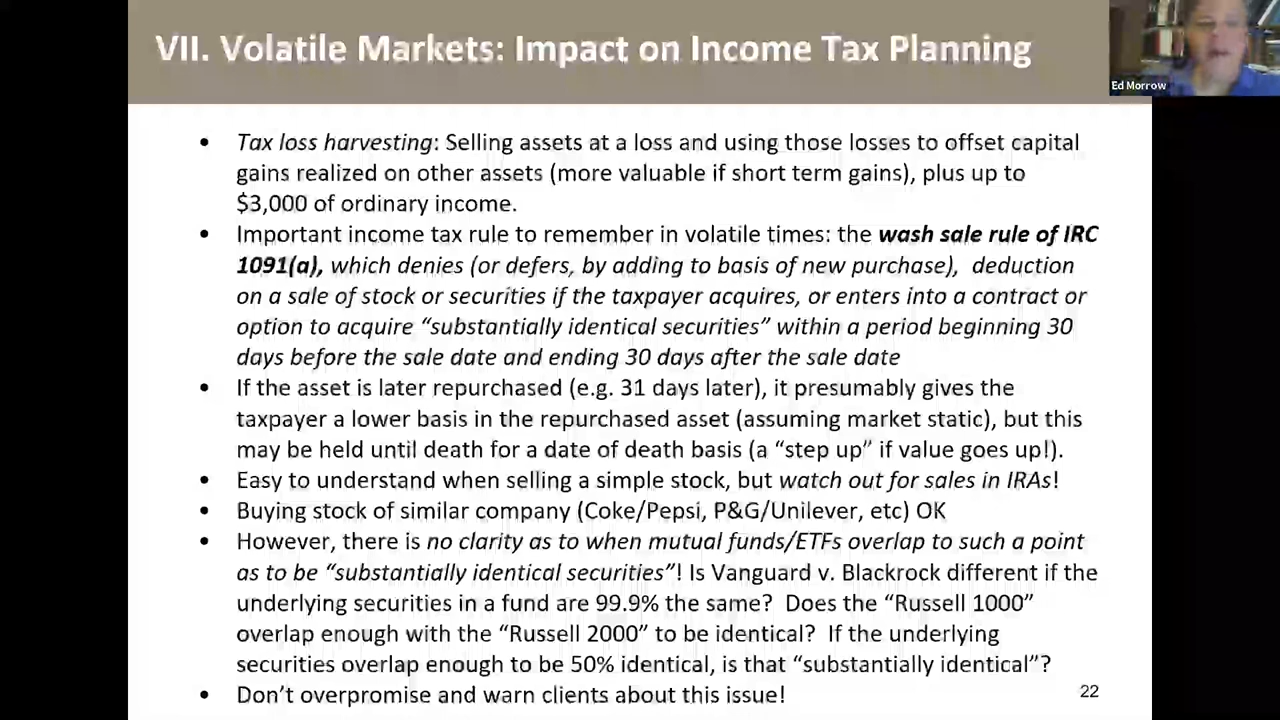 VII. Volatile Markets: Impact on Income Tax Planning
Ed Morrow
• Tax loss harvesting: Selling assets at a loss and using those losses to offset capital
gains realized on other assets (more valuable if short term gains), plus up to
$3,000 of ordinary income.
• Important income tax rule to remember in volatile times: the wash sale rule of IRC
1091(a), which denies (or defers, by adding to basis of new purchase), deduction
on a sale of stock or securities if the taxpayer acquires, or enters into a contract or
option to acquire “substantially identical securities” within a period beginning 30
days before the sale date and ending 30 days after the sale date
• If the asset is later repurchased (e.g. 31 days later), it presumably gives the
taxpayer a lower basis in the repurchased asset (assuming market static), but this
may be held until death for a date of death basis (a “step up” if value goes up!).
• Easy to understand when selling a simple stock, but watch out for sales in IRAs!
• Buying stock of similar company (Coke/Pepsi, P&G/Unilever, etc) OK
• However, there is no clarity as to when mutual funds/ETFs overlap to such a point
as to be “substantially identical securities”! Is Vanguard v. Blackrock different if the
underlying securities in a fund are 99.9% the same? Does the “Russell 1000”
overlap enough with the “Russell 2000” to be identical? If the underlying
securities overlap enough to be 50% identical, is that “substantially identical”?
• Don’t overpromise and warn clients about this issue!
22